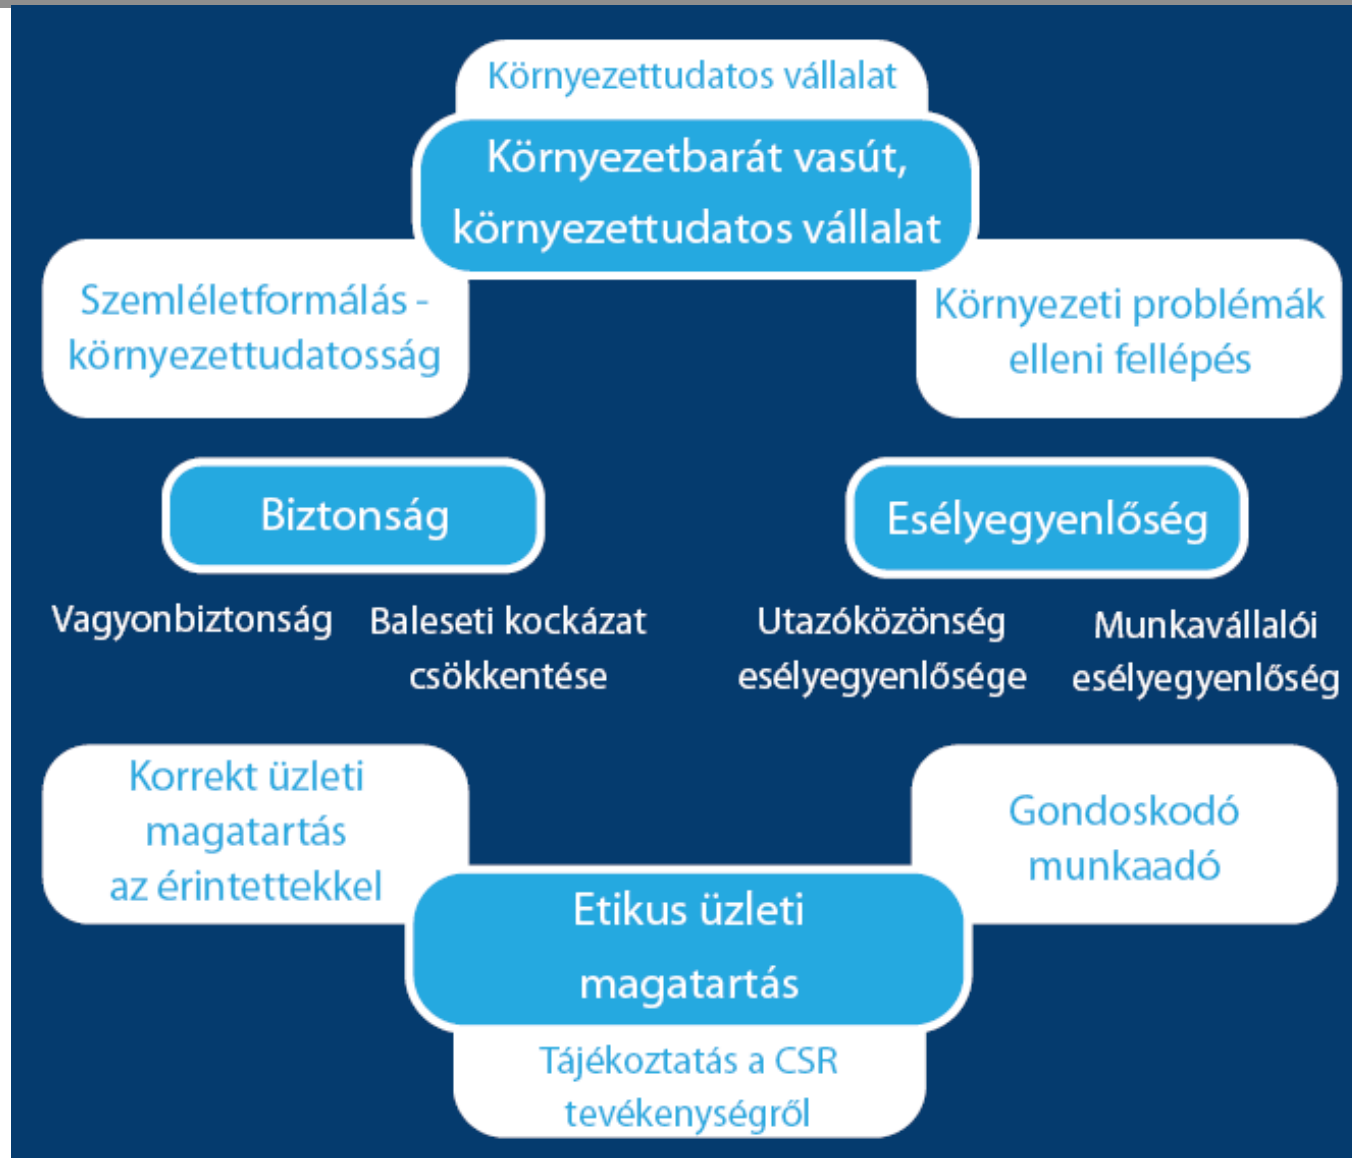 Környezettudatos vállalat
Környezetbarát vasút,
környezettudatos vállalat
Szemléletformálás -
környezettudatosság
Környezeti problémák
elleni fellépés
Biztonság
Esélyegyenlőség
Vagyonbiztonság
Baleseti kockázat
csökkentése
Utazóközönség
esélyegyenlősége
Munkavállalói
esélyegyenlőség
Korrekt üzleti
magatartás
az érintettekkel
Gondoskodó
munkaadó
Etikus üzleti
magatartás
Tájékoztatás a CSR
tevékenységről